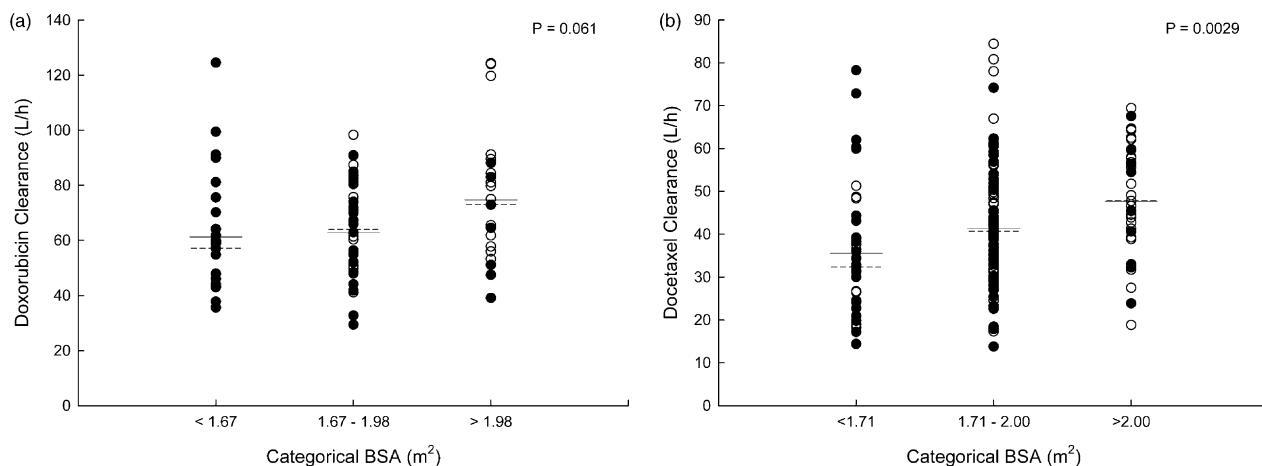 (a)
P = 0.061
Doxorubicin Clearance (L/h)
140
120
100
80
60
40
20
0
< 1.67
1.67 - 1.98
> 1.98
Categorical BSA (m²)
(b)
P = 0.0029
Docetaxel Clearance (L/h)
90
80
70
60
50
40
30
20
10
0
<1.71
1.71 - 2.00
>2.00
Categorical BSA (m²)